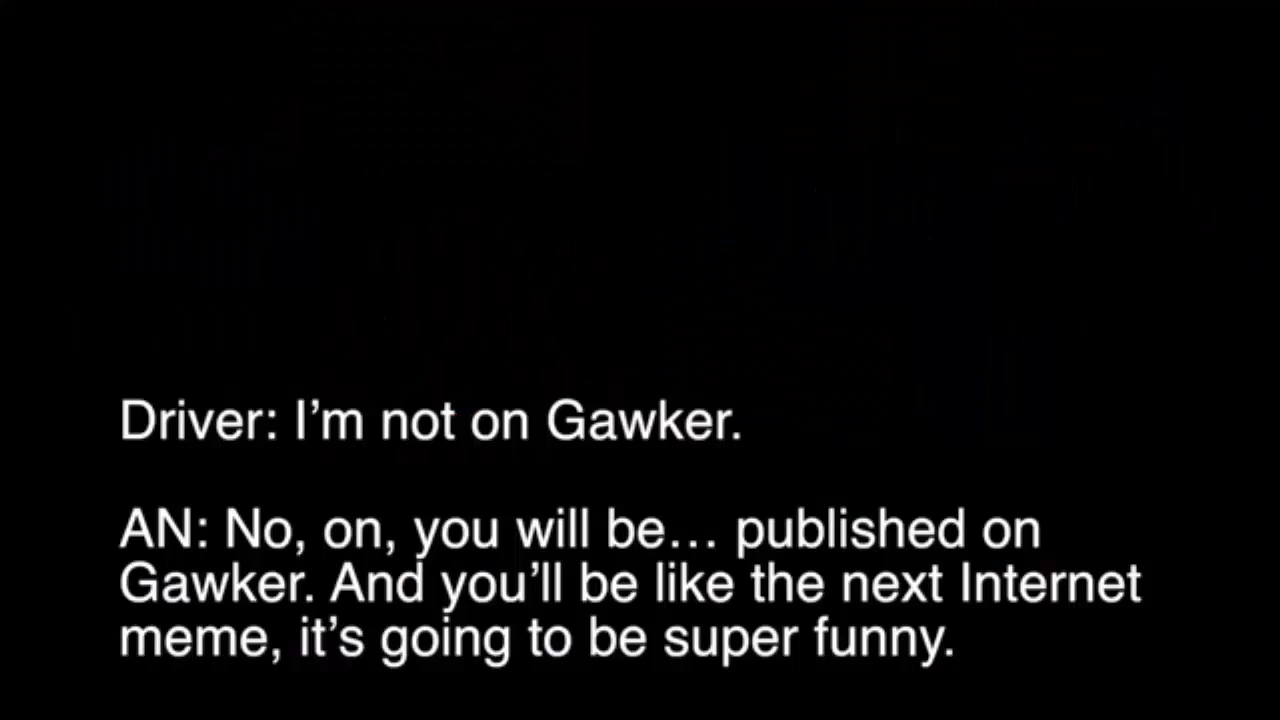 Driver: I’m not on Gawker.
AN: No, on, you will be… published on
Gawker. And you’ll be like the next Internet
meme, it’s going to be super funny.